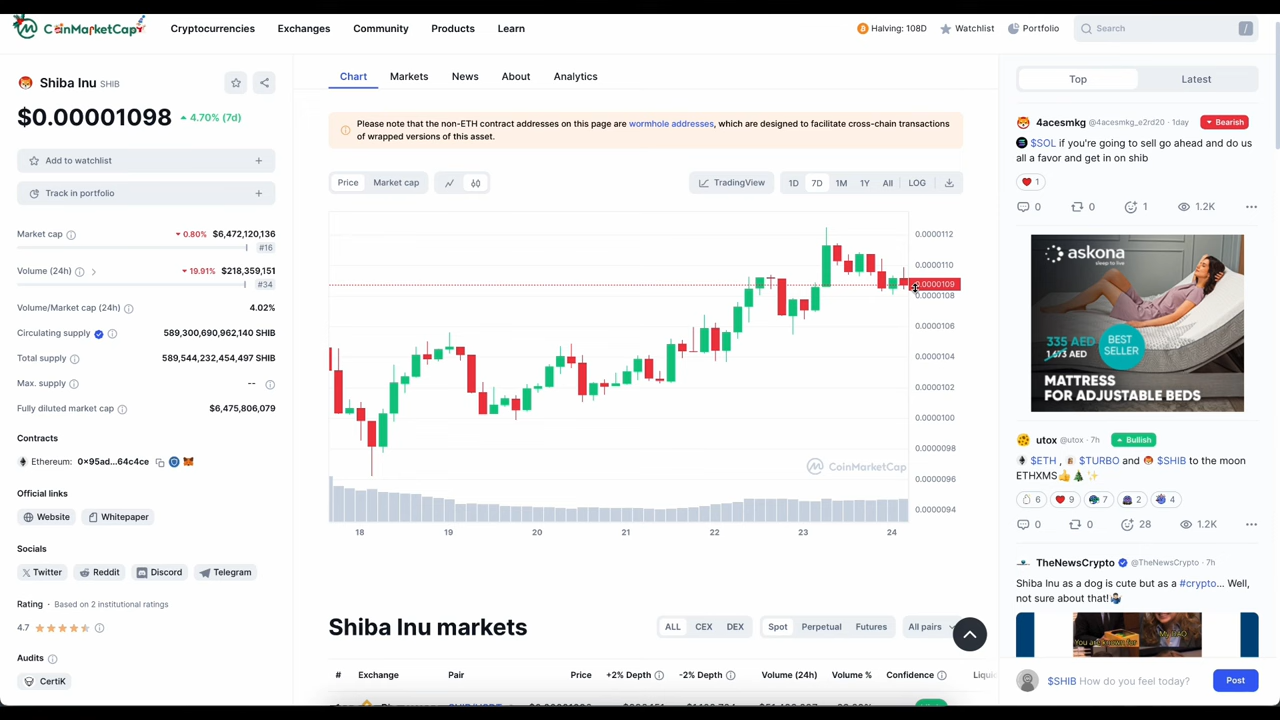 CoinMarketCap
Cryptocurrencies Exchanges Community Products Learn
Halving: 108D Watchlist Portfolio Search /
Shiba Inu SHIB
$0.00001098 4.70% (7d)
Add to watchlist +
Track in portfolio +
Market cap 0.80% $6,472,120,136
#16
Volume (24h) 19.91% $218,359,151
#34
Volume/Market cap (24h) 4.02%
Circulating supply 589,300,690,962,140 SHIB
Total supply 589,544,232,454,497 SHIB
Max. supply --
Fully diluted market cap $6,475,806,079
Contracts
Ethereum: 0x95ad...64c4ce
Official links
Website Whitepaper
Socials
Twitter Reddit Discord Telegram
Rating · Based on 2 institutional ratings
4.7
Audits
CertiK
Chart Markets News About Analytics
Please note that the non-ETH contract addresses on this page are wormhole addresses, which are designed to facilitate cross-chain transactions
of wrapped versions of this asset.
Price Market cap TradingView 1D 7D 1M 1Y All LOG
0.0000112
0.0000110
0.0000109
0.0000108
0.0000106
0.0000104
0.0000102
0.0000100
0.0000098
0.0000096
0.0000094
CoinMarketCap
18 19 20 21 22 23 24
Shiba Inu markets
ALL CEX DEX Spot Perpetual Futures All pairs
# Exchange Pair Price +2% Depth -2% Depth Volume (24h) Volume % Confidence
Top Latest
4acesmkg @4acesmkg_e2rd20 · 1day Bearish
$SOL if you're going to sell go ahead and do us
all a favor and get in on shib
1
0 0 1 1.2K
askona
sleep to live
335 AED
1 673 AED
BEST
SELLER
MATTRESS
FOR ADJUSTABLE BEDS
utox @utox · 7h Bullish
$ETH , $TURBO and $SHIB to the moon
ETHXMS
6 9 7 2 4
0 0 28 1.2K
TheNewsCrypto @TheNewsCrypto · 7h
Shiba Inu as a dog is cute but as a #crypto... Well,
not sure about that!
$SHIB How do you feel today? Post